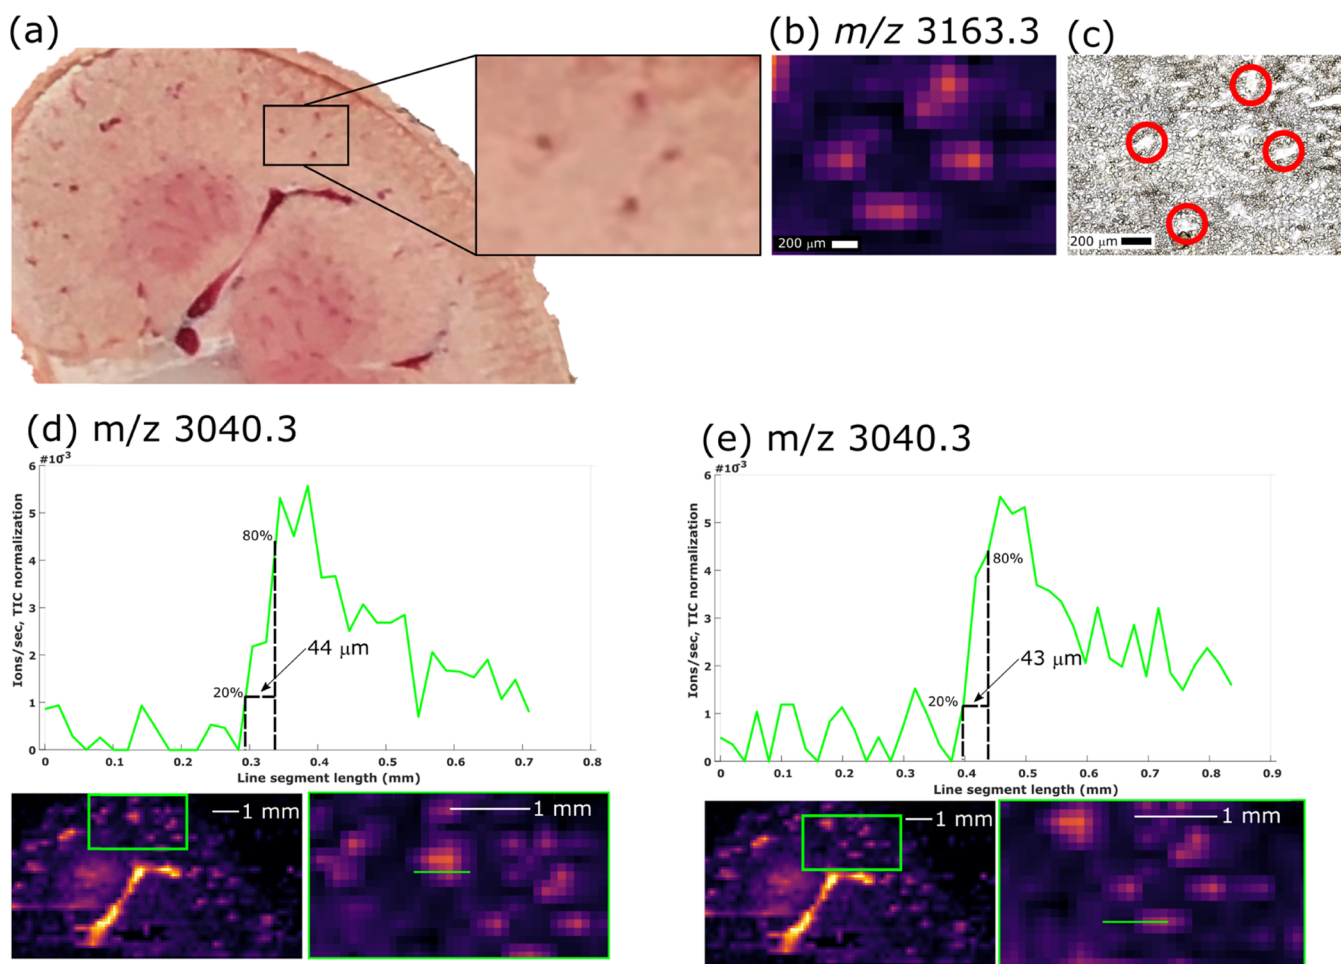 (a)
(b) m/z 3163.3
(c)
200 μm
200 μm
(d) m/z 3040.3
#10-3
Ions/sec, TIC normalization
6
5
4
3
2
1
0
80%
20%
44 μm
0 0.1 0.2 0.3 0.4 0.5 0.6 0.7 0.8
Line segment length (mm)
1 mm
1 mm
(e) m/z 3040.3
#10-3
Ions/sec, TIC normalization
6
5
4
3
2
1
0
80%
20%
43 μm
0 0.1 0.2 0.3 0.4 0.5 0.6 0.7 0.8 0.9
Line segment length (mm)
1 mm
1 mm